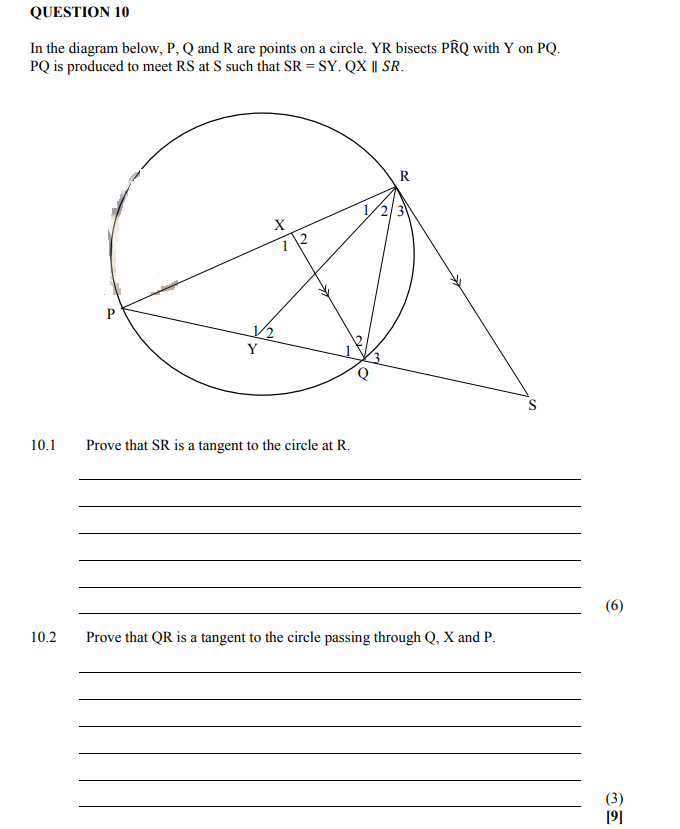 QUESTION 10
In the diagram below, P, Q and R are points on a circle. YR bisects PR̂Q with Y on PQ.
PQ is produced to meet RS at S such that SR = SY. QX ∥ SR.
R
1 2 3
X
1 2
P
1 2
Y
2
1 3
Q
S
10.1 Prove that SR is a tangent to the circle at R.
(6)
10.2 Prove that QR is a tangent to the circle passing through Q, X and P.
(3)
[9]